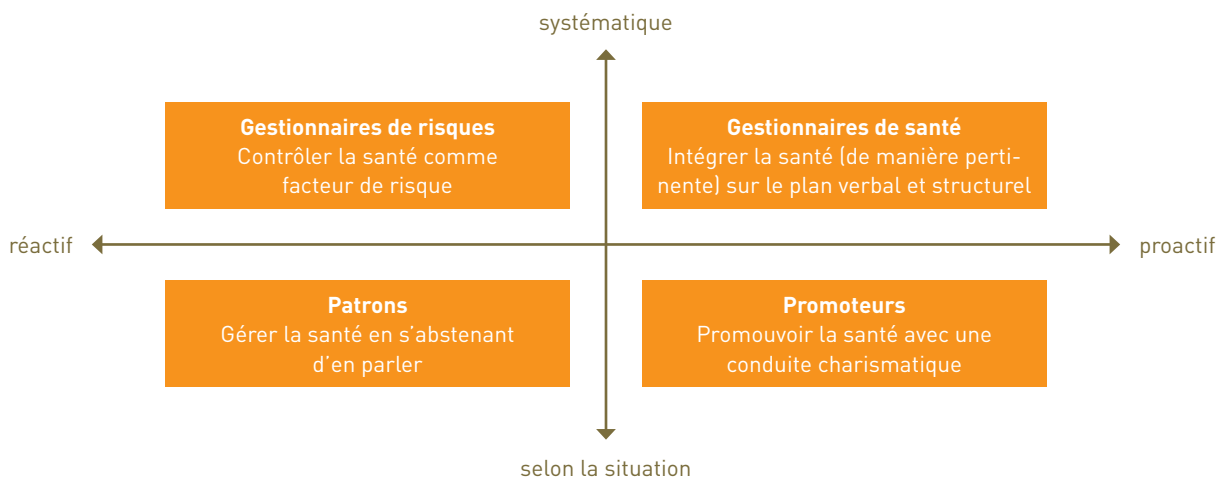 systématique
Gestionnaires de risques
Contrôler la santé comme
facteur de risque
Gestionnaires de santé
Intégrer la santé (de manière perti-
nente) sur le plan verbal et structurel
réactif
proactif
Patrons
Gérer la santé en s’abstenant
d’en parler
Promoteurs
Promouvoir la santé avec une
conduite charismatique
selon la situation